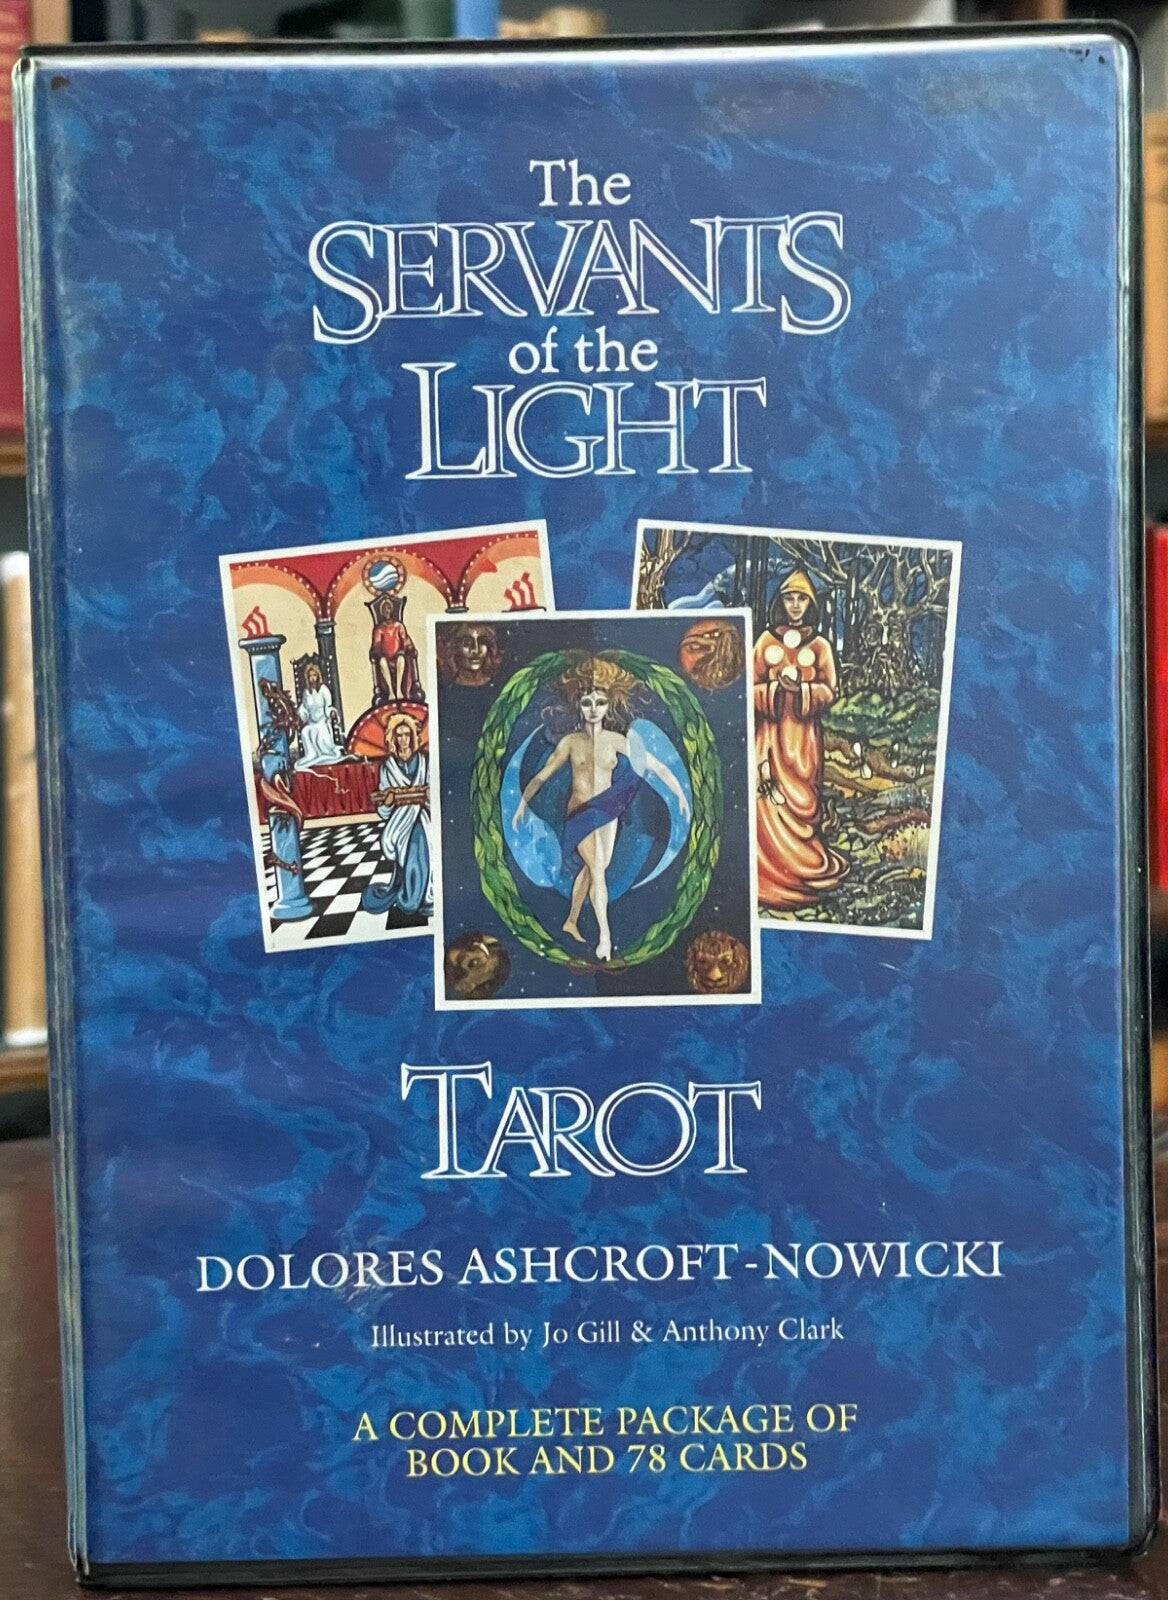 The
SERVANTS
of the
LIGHT
TAROT
DOLORES ASHCROFT-NOWICKI
Illustrated by Jo Gill & Anthony Clark
A COMPLETE PACKAGE OF
BOOK AND 78 CARDS